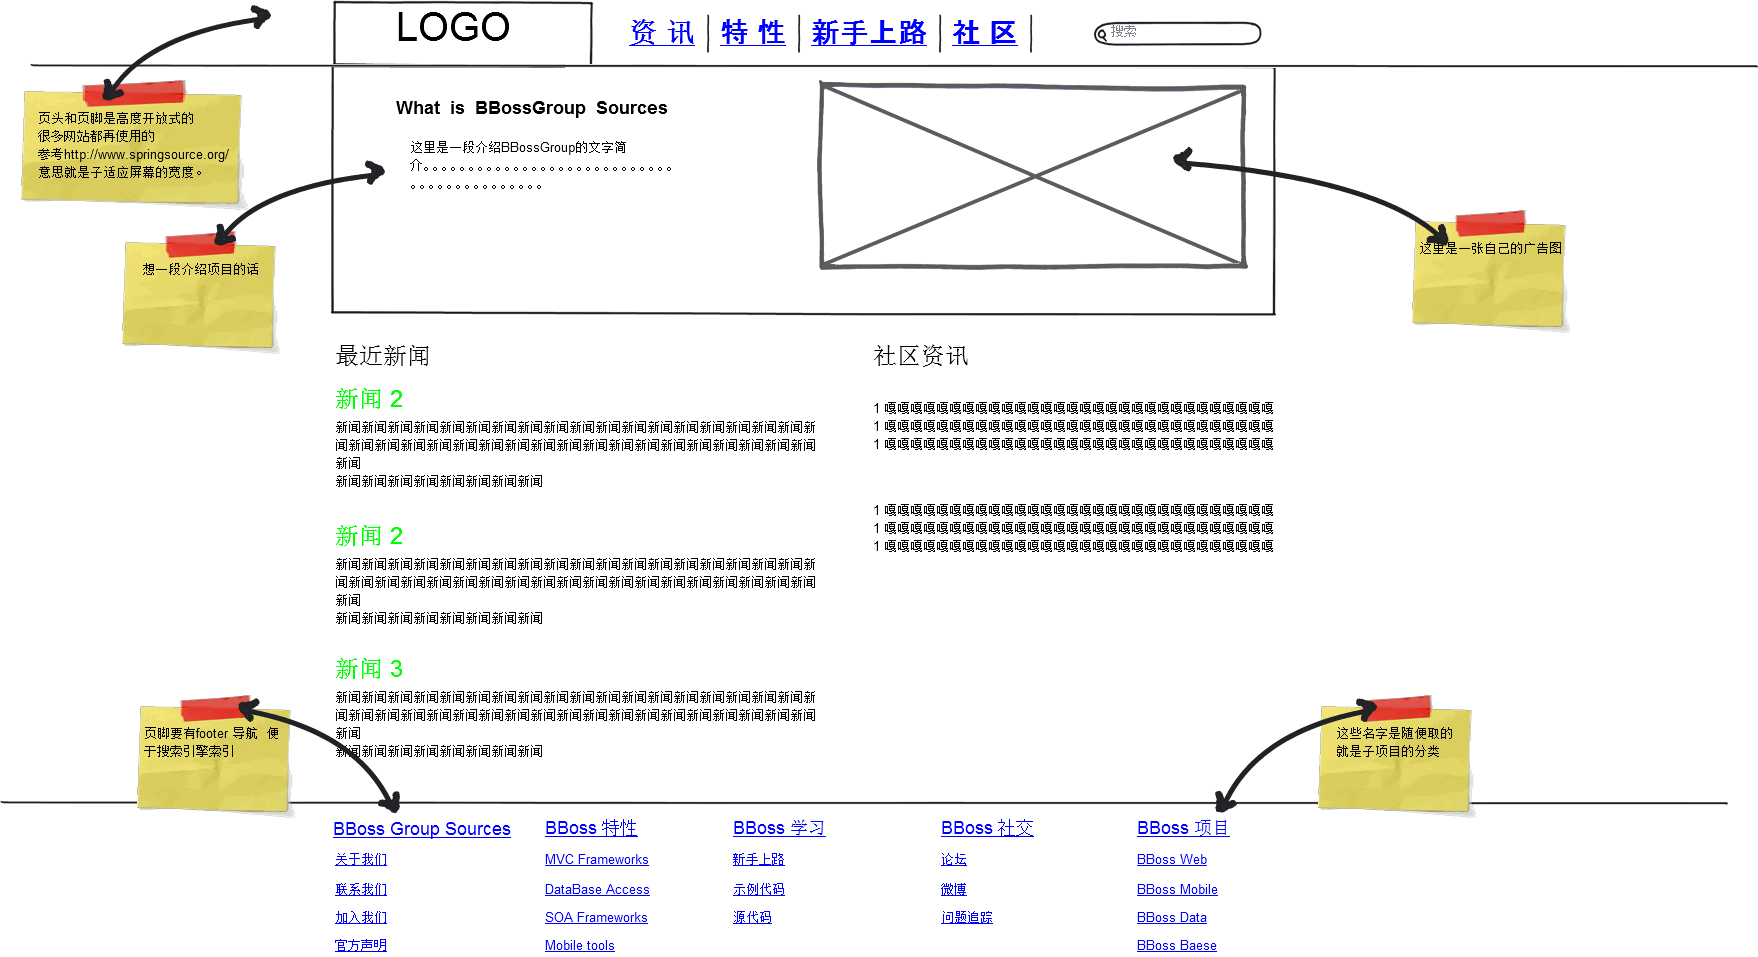 LOGO
资 讯
特 性
新手上路
社 区
搜索
页头和页脚是高度开放式的
很多网站都再使用的
参考http://www.springsource.org/
意思就是子适应屏幕的宽度。
What is BBossGroup Sources
这里是一段介绍BBossGroup的文字简
介。。。。。。。。。。。。。。。。。。。。。。。。。。。。
。。。。。。。。。。。。。。。
想一段介绍项目的话
这里是一张自己的广告图
最近新闻
新闻 2
新闻新闻新闻新闻新闻新闻新闻新闻新闻新闻新闻新闻新闻新闻新闻新闻新闻新闻新
闻新闻新闻新闻新闻新闻新闻新闻新闻新闻新闻新闻新闻新闻新闻新闻新闻新闻新闻
新闻
新闻新闻新闻新闻新闻新闻新闻新闻
新闻 2
新闻新闻新闻新闻新闻新闻新闻新闻新闻新闻新闻新闻新闻新闻新闻新闻新闻新闻新
闻新闻新闻新闻新闻新闻新闻新闻新闻新闻新闻新闻新闻新闻新闻新闻新闻新闻新闻
新闻
新闻新闻新闻新闻新闻新闻新闻新闻
新闻 3
新闻新闻新闻新闻新闻新闻新闻新闻新闻新闻新闻新闻新闻新闻新闻新闻新闻新闻新
闻新闻新闻新闻新闻新闻新闻新闻新闻新闻新闻新闻新闻新闻新闻新闻新闻新闻新闻
新闻
新闻新闻新闻新闻新闻新闻新闻新闻
社区资讯
1 嘎嘎嘎嘎嘎嘎嘎嘎嘎嘎嘎嘎嘎嘎嘎嘎嘎嘎嘎嘎嘎嘎嘎嘎嘎嘎嘎嘎嘎嘎
1 嘎嘎嘎嘎嘎嘎嘎嘎嘎嘎嘎嘎嘎嘎嘎嘎嘎嘎嘎嘎嘎嘎嘎嘎嘎嘎嘎嘎嘎嘎
1 嘎嘎嘎嘎嘎嘎嘎嘎嘎嘎嘎嘎嘎嘎嘎嘎嘎嘎嘎嘎嘎嘎嘎嘎嘎嘎嘎嘎嘎嘎
1 嘎嘎嘎嘎嘎嘎嘎嘎嘎嘎嘎嘎嘎嘎嘎嘎嘎嘎嘎嘎嘎嘎嘎嘎嘎嘎嘎嘎嘎嘎
1 嘎嘎嘎嘎嘎嘎嘎嘎嘎嘎嘎嘎嘎嘎嘎嘎嘎嘎嘎嘎嘎嘎嘎嘎嘎嘎嘎嘎嘎嘎
1 嘎嘎嘎嘎嘎嘎嘎嘎嘎嘎嘎嘎嘎嘎嘎嘎嘎嘎嘎嘎嘎嘎嘎嘎嘎嘎嘎嘎嘎嘎
页脚要有footer 导航 便
于搜索引擎索引
这些名字是随便取的
就是子项目的分类
BBoss Group Sources
关于我们
联系我们
加入我们
官方声明
BBoss 特性
MVC Frameworks
DataBase Access
SOA Frameworks
Mobile tools
BBoss 学习
新手上路
示例代码
源代码
BBoss 社交
论坛
微博
问题追踪
BBoss 项目
BBoss Web
BBoss Mobile
BBoss Data
BBoss Baese